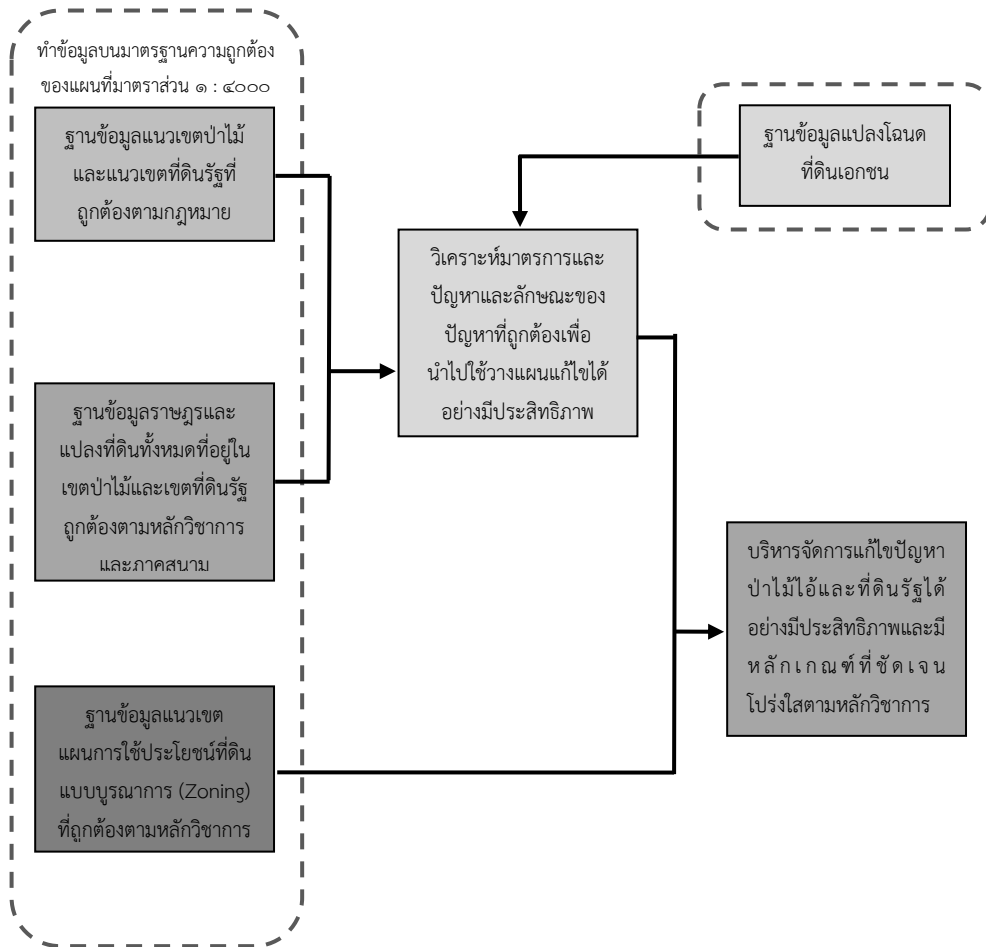 ทำข้อมูลบนมาตรฐานความถูกต้อง
ของแผนที่มาตราส่วน ๑ : ๔๐๐๐
ฐานข้อมูลแนวเขตป่าไม้
และแนวเขตที่ดินรัฐที่
ถูกต้องตามกฎหมาย
ฐานข้อมูลแปลงโฉนด
ที่ดินเอกชน
วิเคราะห์มาตรการและ
ปัญหาและลักษณะของ
ปัญหาที่ถูกต้องเพื่อ
นำไปใช้วางแผนแก้ไขได้
อย่างมีประสิทธิภาพ
ฐานข้อมูลราษฎรและ
แปลงที่ดินทั้งหมดที่อยู่ใน
เขตป่าไม้และเขตที่ดินรัฐ
ถูกต้องตามหลักวิชาการ
และภาคสนาม
บริหารจัดการแก้ไขปัญหา
ป่าไม้ไอ้และที่ดินรัฐได้
อย่างมีประสิทธิภาพและมี
หลักเกณฑ์ที่ชัดเจน
โปร่งใสตามหลักวิชาการ
ฐานข้อมูลแนวเขต
แผนการใช้ประโยชน์ที่ดิน
แบบบูรณาการ (Zoning)
ที่ถูกต้องตามหลักวิชาการ